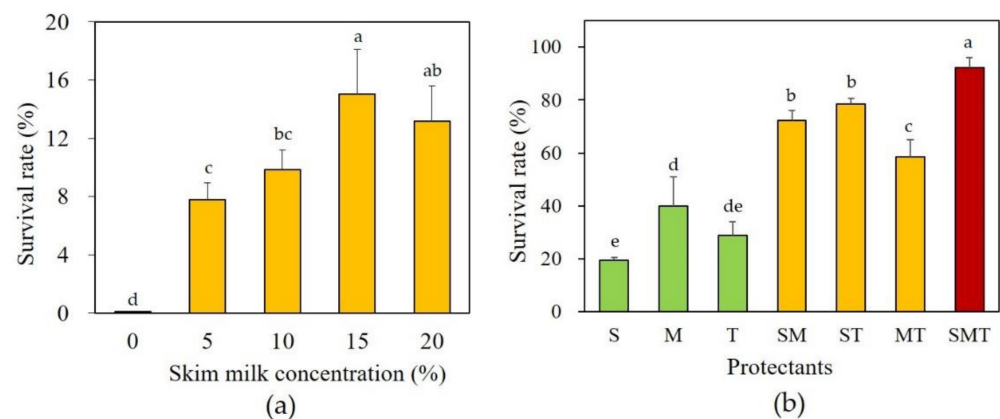 20
16
12
8
4
0
Survival rate (%)
d
c
bc
a
ab
0 5 10 15 20
Skim milk concentration (%)
(a)
100
80
60
40
20
0
Survival rate (%)
e
d
de
b
b
c
a
S M T SM ST MT SMT
Protectants
(b)